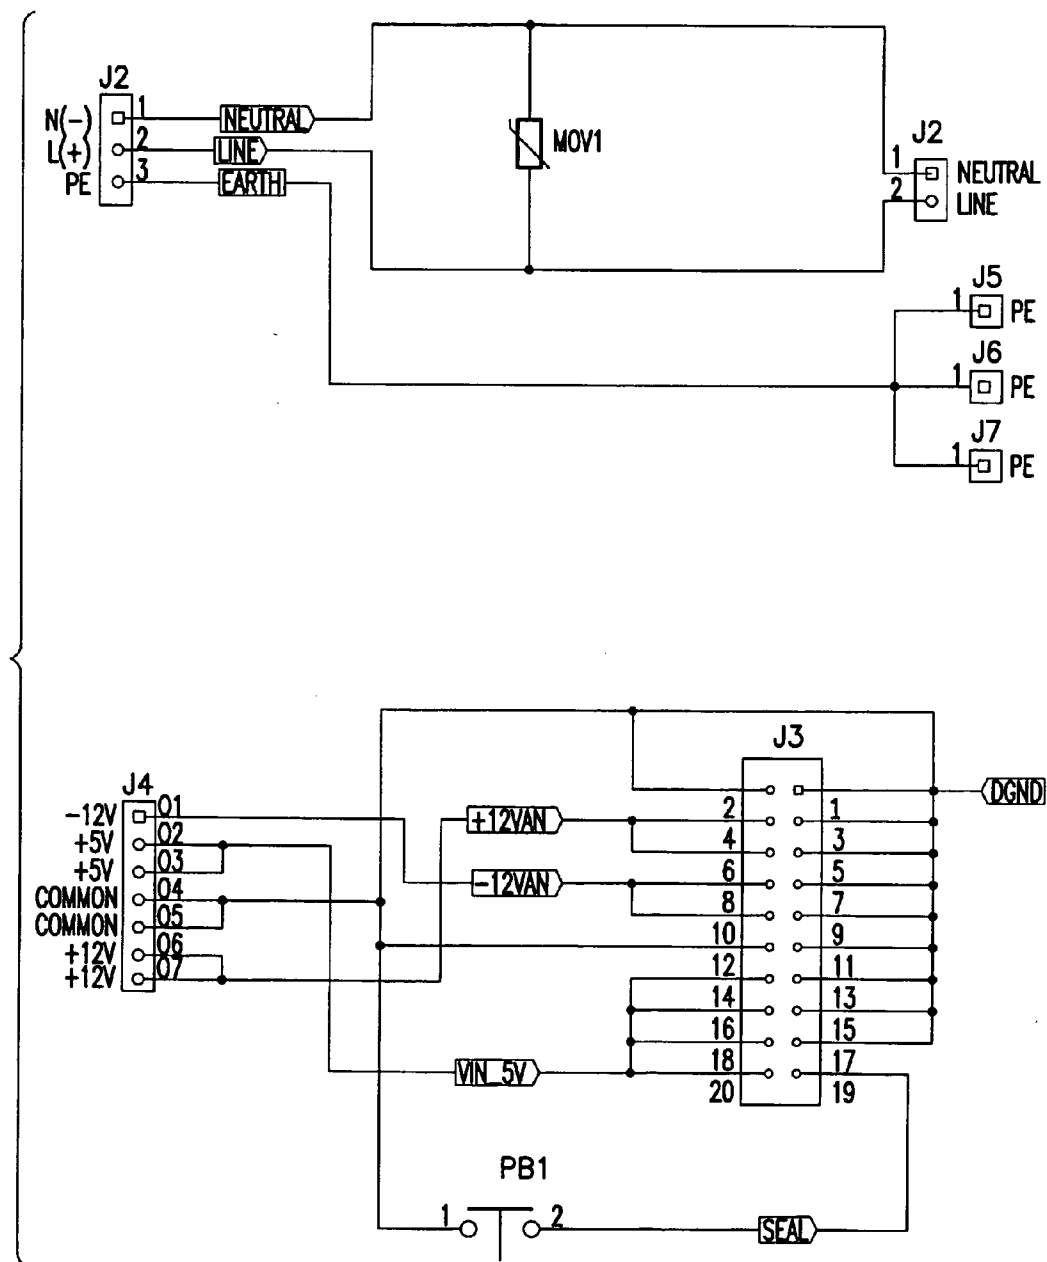 J2
N(-) 1 NEUTRAL
L(+) 2 LINE
PE 3 EARTH
MOV1
J2
1 NEUTRAL
2 LINE
J5
1 PE
J6
1 PE
J7
1 PE
J3
J4
DGND
-12V 01
+5V 02
+5V 03
COMMON 04
COMMON 05
+12V 06
+12V 07
+12VAN
-12VAN
VIN_5V
2 1
4 3
6 5
8 7
10 9
12 11
14 13
16 15
18 17
20 19
PB1
1 2 SEAL